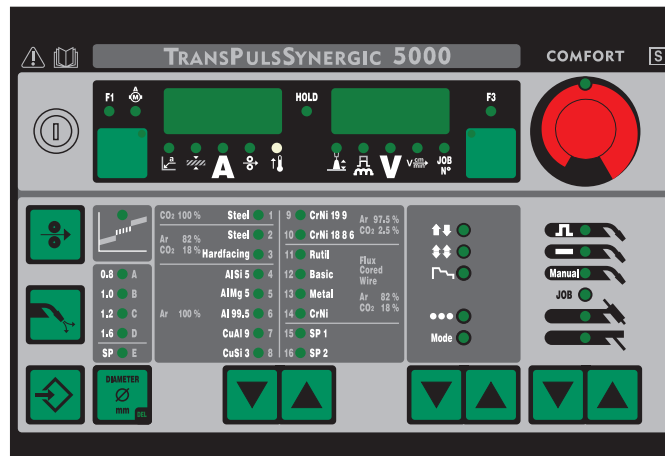 TRANSPULSSYNERGIC 5000
COMFORT
S
F1
A
M
HOLD
F3
a
A
V
V cm/min
JOB N°
CO2 100 % Steel 1
Ar 82 % CO2 18 %
Steel 2
Hardfacing 3
Ar 100 %
AlSi 5 4
AlMg 5 5
Al 99.5 6
CuAl 9 7
CuSi 3 8
9 CrNi 19 9
10 CrNi 18 8 6
Ar 97.5 %
CO2 2.5 %
11 Rutil
12 Basic
13 Metal
14 CrNi
Flux
Cored
Wire
Ar 82 %
CO2 18 %
15 SP 1
16 SP 2
0.8 A
1.0 B
1.2 C
1.6 D
SP E
DIAMETER
Ø
mm
DEL
Mode
Manual
JOB